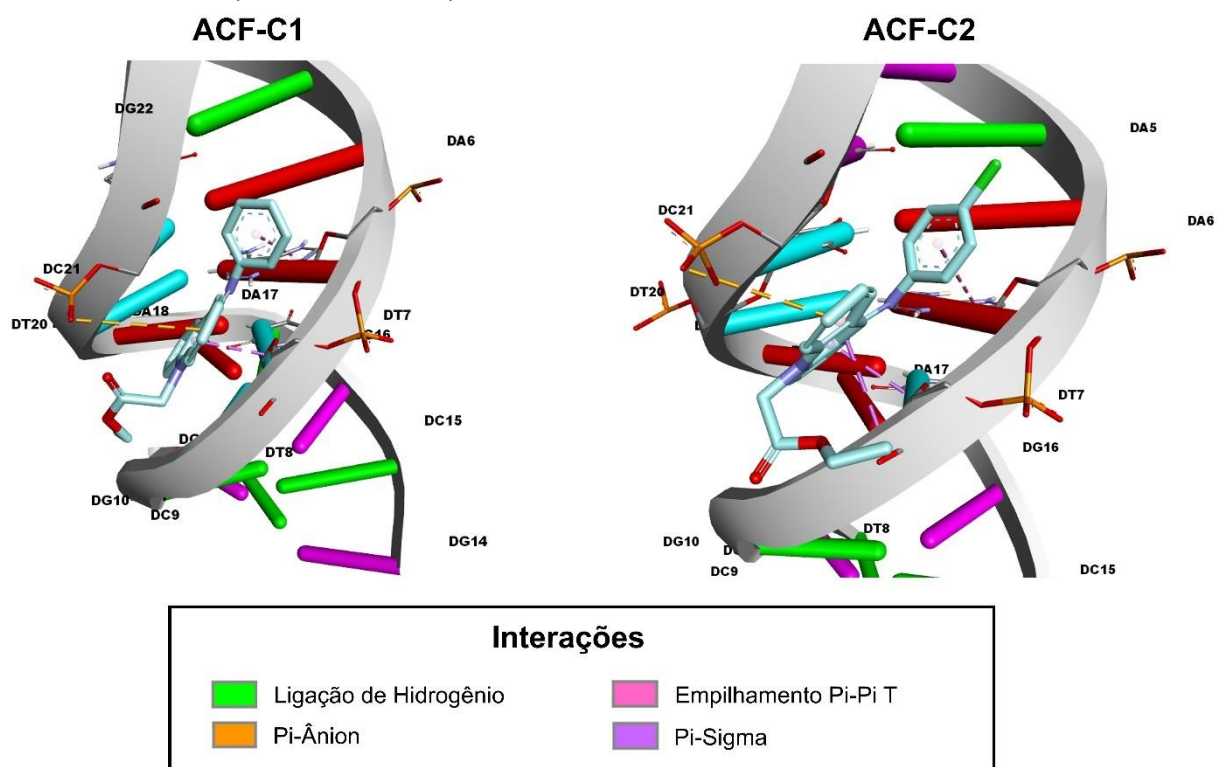 ACF-C1
ACF-C2
DG22
DA6
DC21
DA17
DT20
DA18
DT7
DC15
DT8
DG10
DC9
DG14
DA5
DC21
DA6
DT20
DA17
DT7
DG16
DT8
DG10
DC9
DC15
Interações
Ligação de Hidrogênio
Empilhamento Pi-Pi T
Pi-Ânion
Pi-Sigma